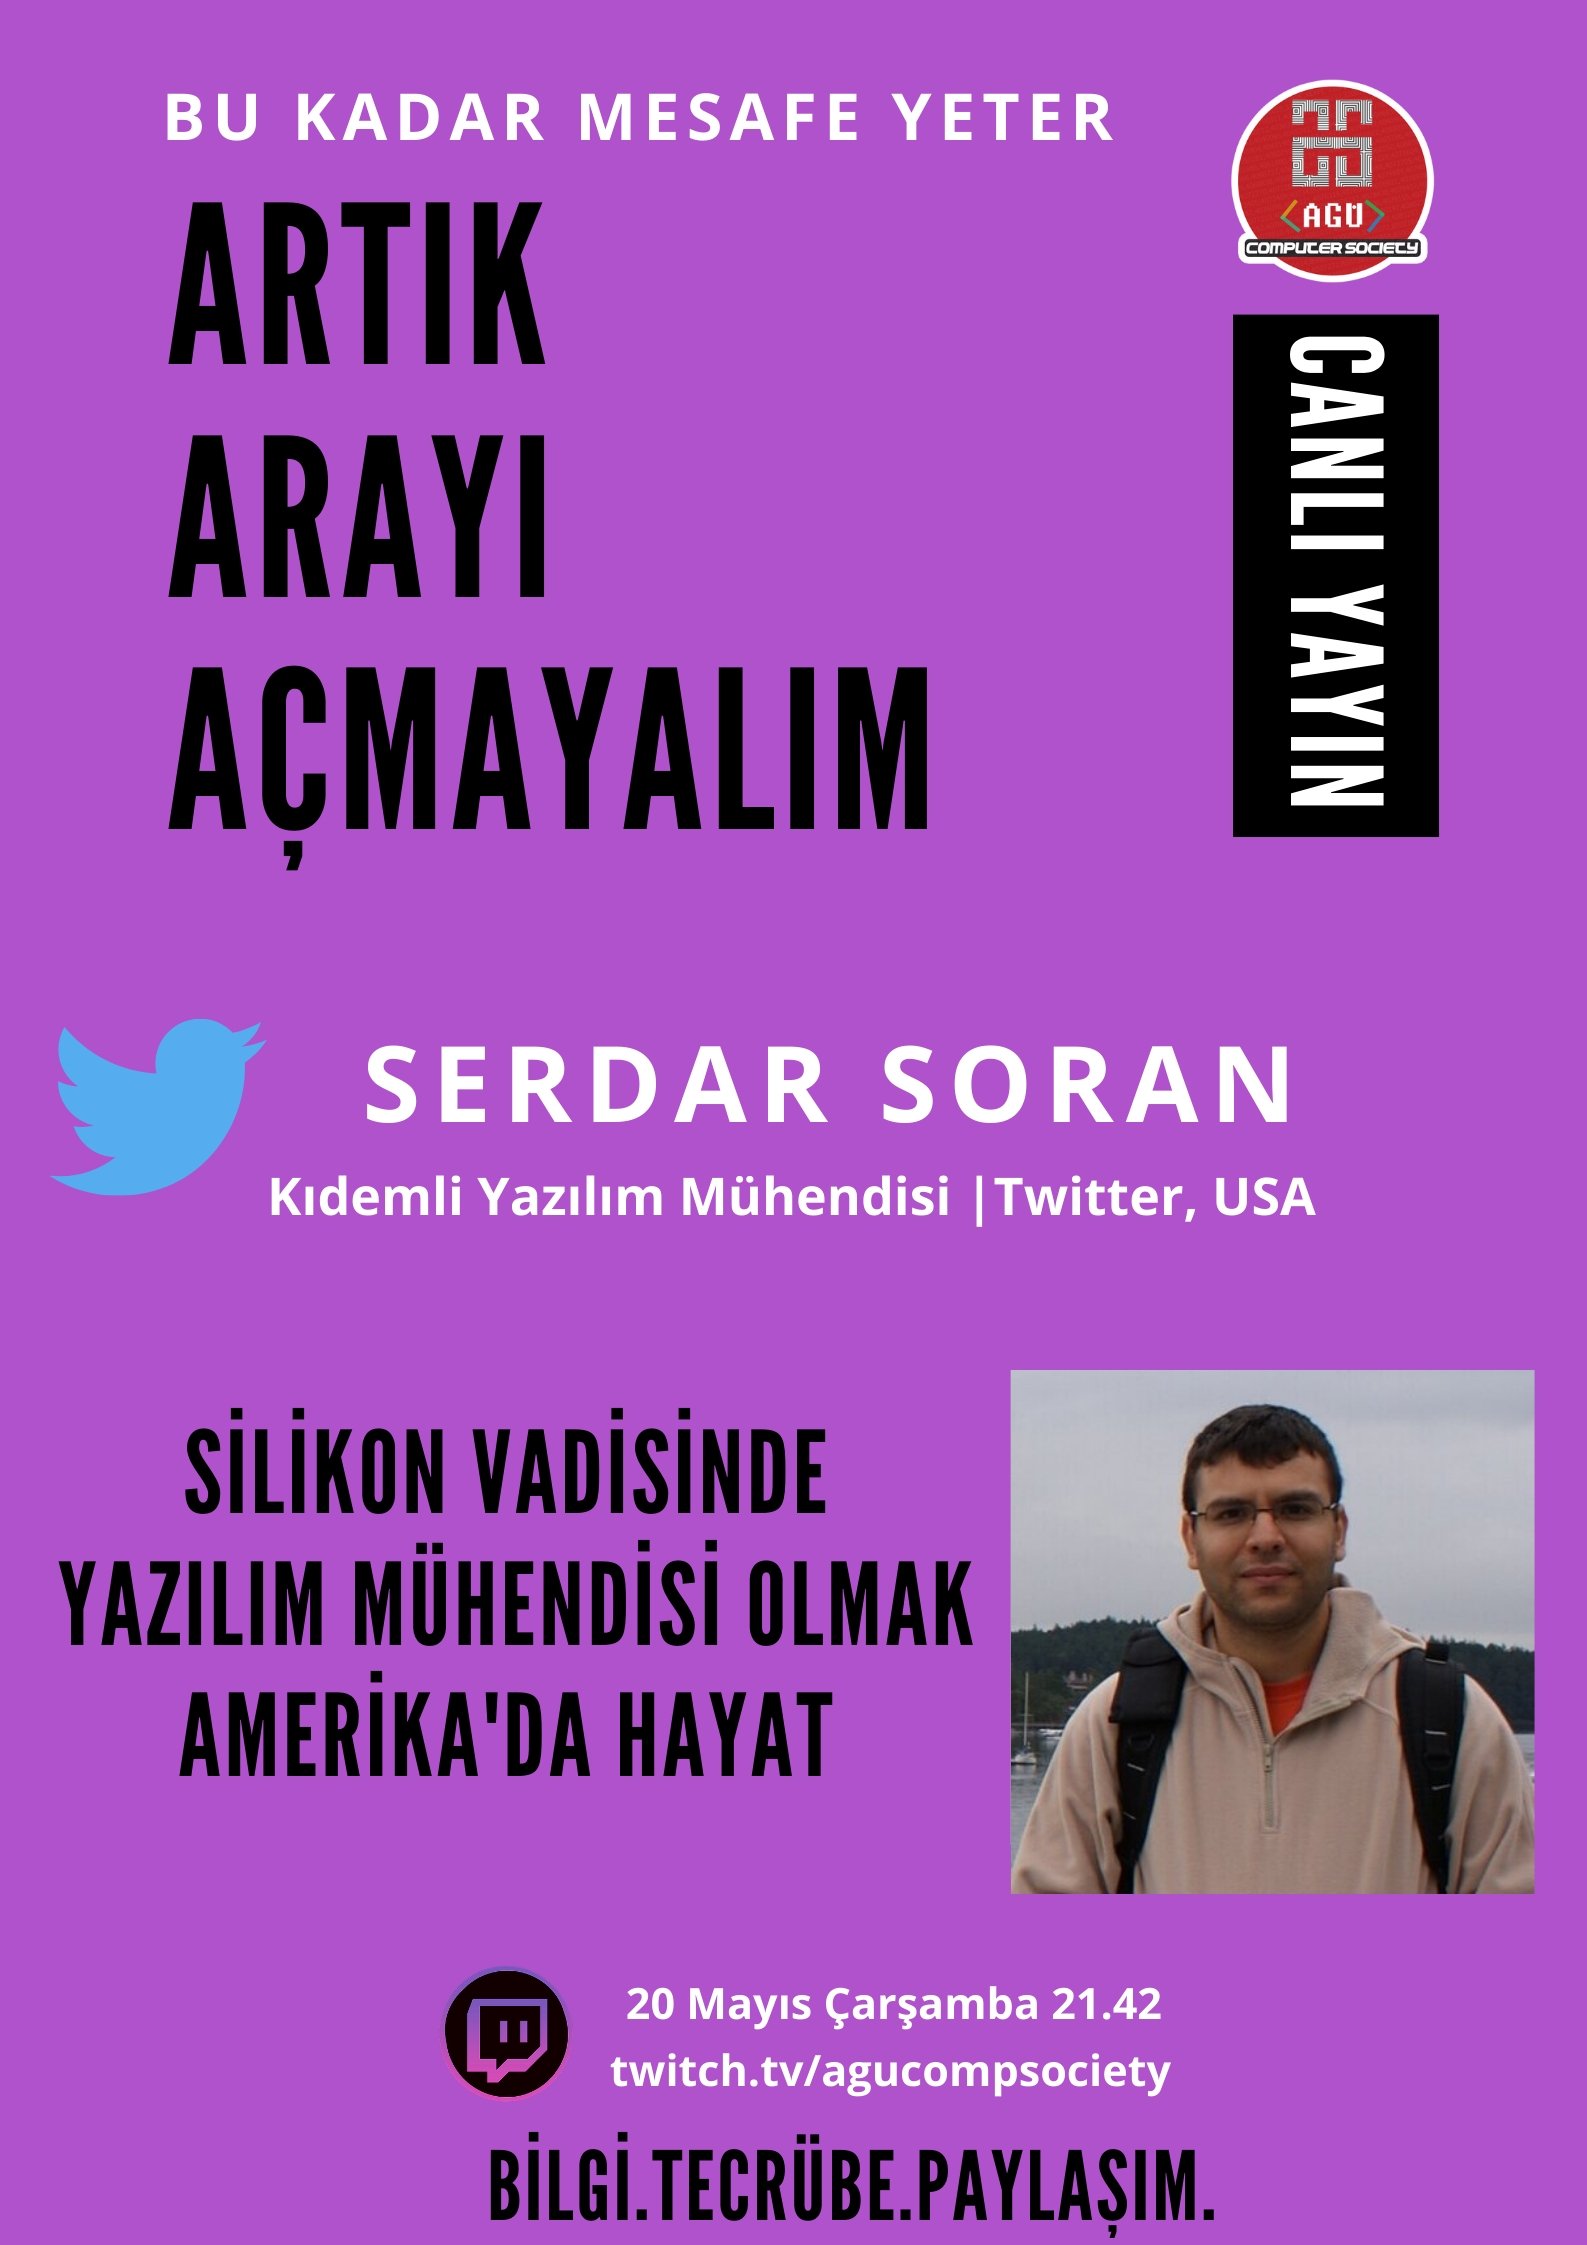 BU KADAR MESAFE YETER
ARTIK
ARAYI
AÇMAYALIM
<AGÜ>
COMPUTER SOCIETY
CANLI YAYIN
SERDAR SORAN
Kıdemli Yazılım Mühendisi |Twitter, USA
SİLİKON VADİSİNDE
YAZILIM MÜHENDİSİ OLMAK
AMERİKA'DA HAYAT
20 Mayıs Çarşamba 21.42
twitch.tv/agucompsociety
BİLGİ.TECRÜBE.PAYLAŞIM.